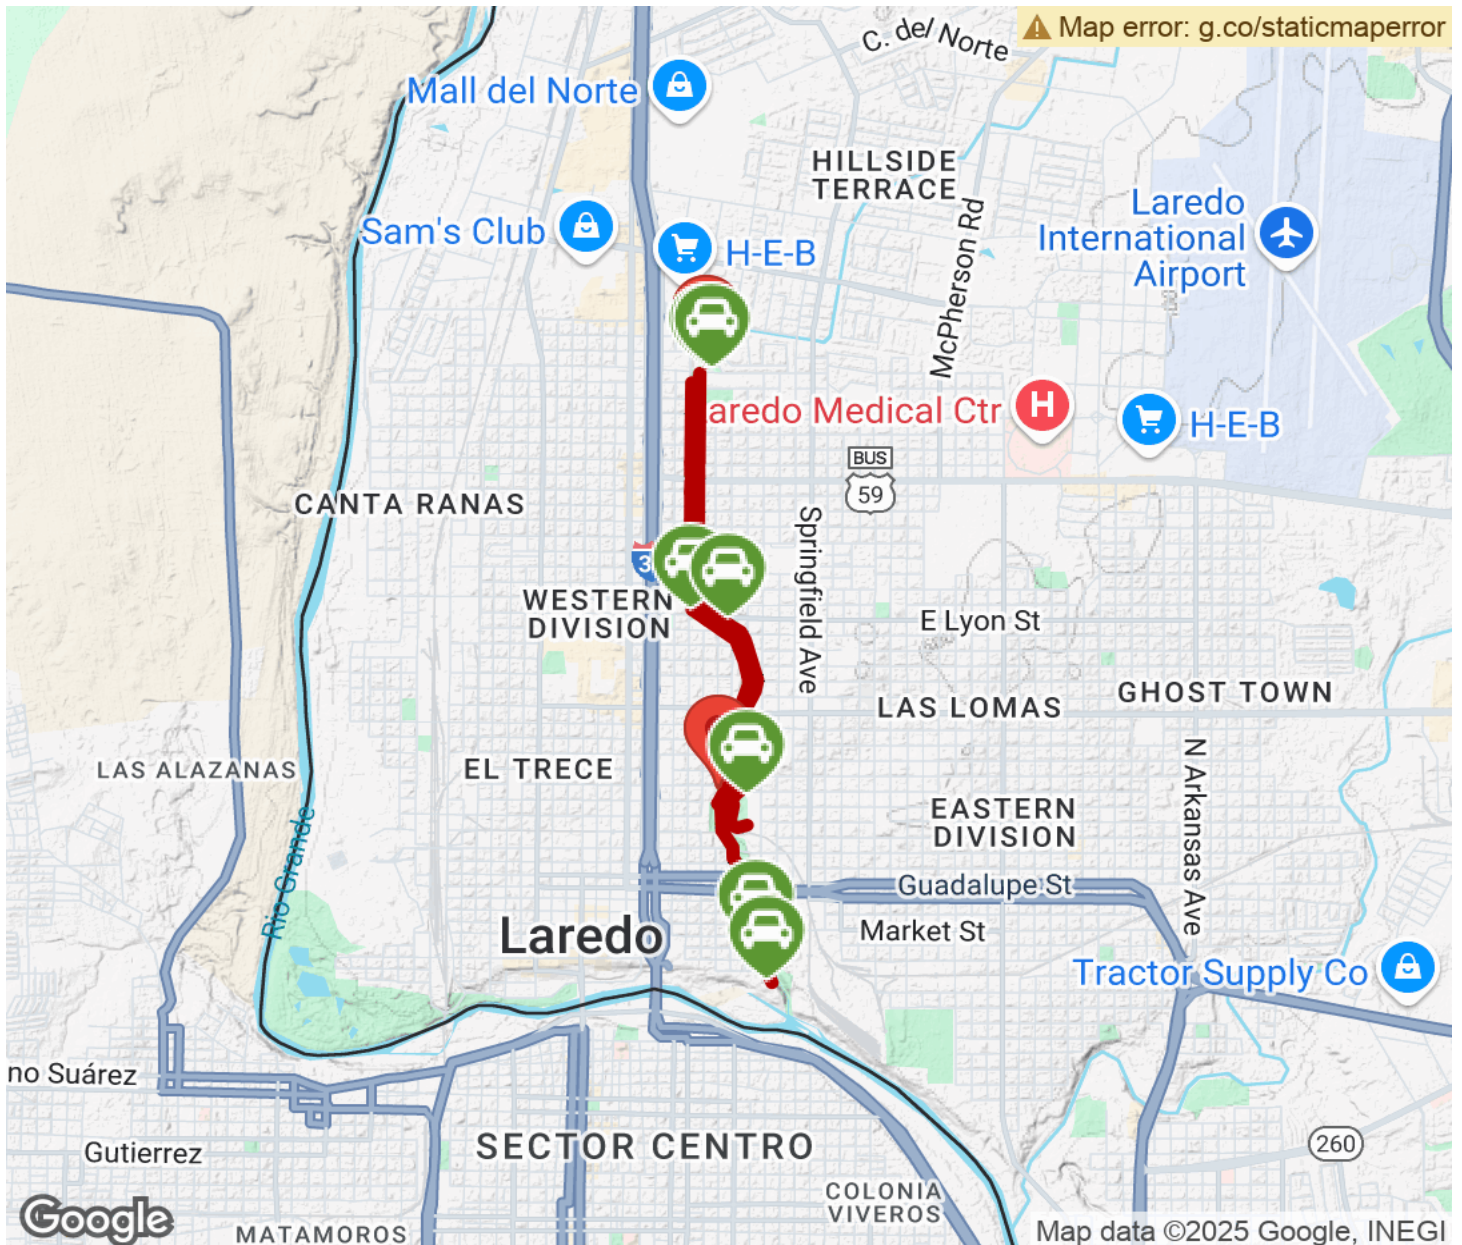 C. del Norte
Map error: g.co/staticmaperror
Mall del Norte
HILLSIDE
TERRACE
McPherson Rd
Laredo
International
Airport
Sam's Club
H-E-B
aredo Medical Ctr
H
H-E-B
BUS
59
CANTA RANAS
Springfield Ave
3
WESTERN
DIVISION
E Lyon St
GHOST TOWN
LAS LOMAS
LAS ALAZANAS
EL TRECE
N Arkansas Ave
EASTERN
DIVISION
Rio Grande
Guadalupe St
Laredo
Market St
Tractor Supply Co
no Suárez
Gutierrez
SECTOR CENTRO
260
COLONIA
VIVEROS
Google
MATAMOROS
Map data ©2025 Google, INEGI